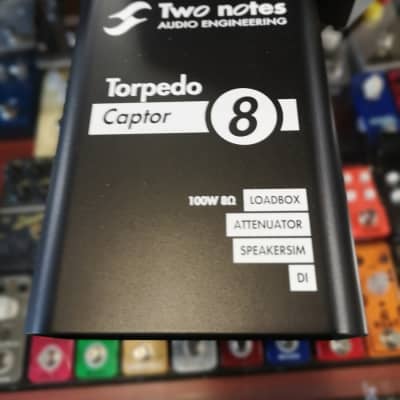 Two notes
AUDIO ENGINEERING
Torpedo
Captor 8
100W 8Ω LOADBOX
ATTENUATOR
SPEAKERSIM
DI